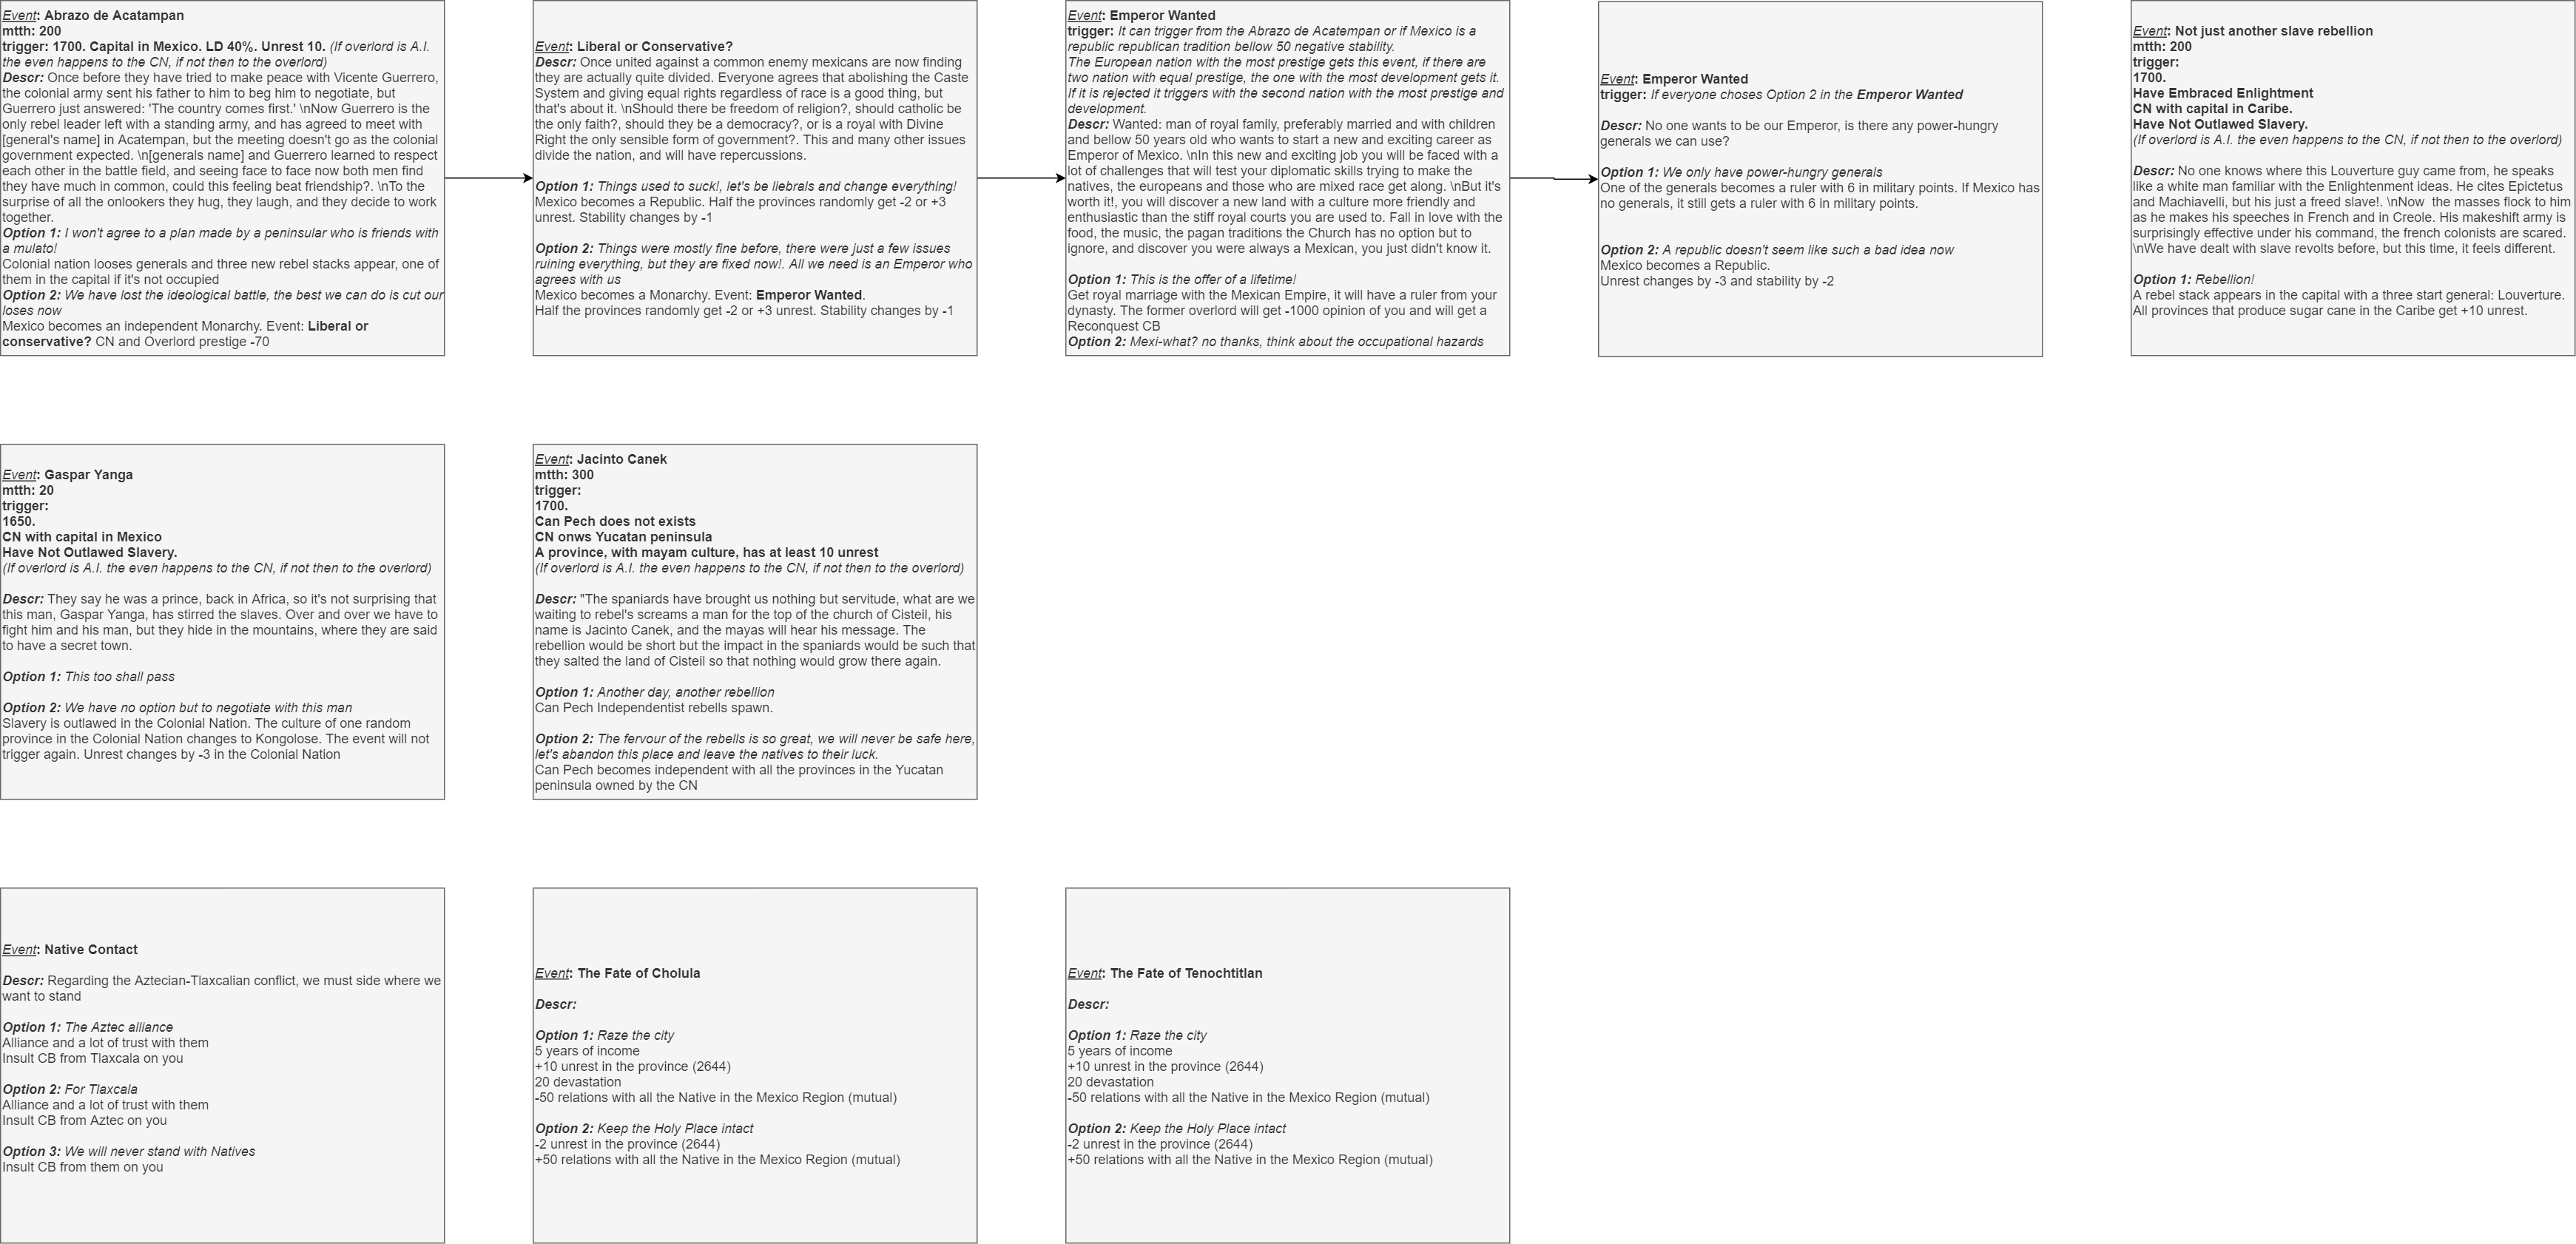 Event: Abrazo de Acatampan
mtth: 200
trigger: 1700. Capital in Mexico. LD 40%. Unrest 10. (If overlord is A.I.
the even happens to the CN, if not then to the overlord)
Descr: Once before they have tried to make peace with Vicente Guerrero,
the colonial army sent his father to him to beg him to negotiate, but
Guerrero just answered: 'The country comes first.' \nNow Guerrero is the
only rebel leader left with a standing army, and has agreed to meet with
[general's name] in Acatempan, but the meeting doesn't go as the colonial
government expected. \n[generals name] and Guerrero learned to respect
each other in the battle field, and seeing face to face now both men find
they have much in common, could this feeling beat friendship?. \nTo the
surprise of all the onlookers they hug, they laugh, and they decide to work
together.
Option 1: I won't agree to a plan made by a peninsular who is friends with
a mulato!
Colonial nation looses generals and three new rebel stacks appear, one of
them in the capital if it's not occupied
Option 2: We have lost the ideological battle, the best we can do is cut our
loses now
Mexico becomes an independent Monarchy. Event: Liberal or
conservative? CN and Overlord prestige -70
Event: Liberal or Conservative?
Descr: Once united against a common enemy mexicans are now finding
they are actually quite divided. Everyone agrees that abolishing the Caste
System and giving equal rights regardless of race is a good thing, but
that's about it. \nShould there be freedom of religion?, should catholic be
the only faith?, should they be a democracy?, or is a royal with Divine
Right the only sensible form of government?. This and many other issues
divide the nation, and will have repercussions.
Option 1: Things used to suck!, let's be liebrals and change everything!
Mexico becomes a Republic. Half the provinces randomly get -2 or +3
unrest. Stability changes by -1
Option 2: Things were mostly fine before, there were just a few issues
ruining everything, but they are fixed now!. All we need is an Emperor who
agrees with us
Mexico becomes a Monarchy. Event: Emperor Wanted.
Half the provinces randomly get -2 or +3 unrest. Stability changes by -1
Event: Emperor Wanted
trigger: It can trigger from the Abrazo de Acatempan or if Mexico is a
republic republican tradition bellow 50 negative stability.
The European nation with the most prestige gets this event, if there are
two nation with equal prestige, the one with the most development gets it.
If it is rejected it triggers with the second nation with the most prestige and
development.
Descr: Wanted: man of royal family, preferably married and with children
and bellow 50 years old who wants to start a new and exciting career as
Emperor of Mexico. \nIn this new and exciting job you will be faced with a
lot of challenges that will test your diplomatic skills trying to make the
natives, the europeans and those who are mixed race get along. \nBut it's
worth it!, you will discover a new land with a culture more friendly and
enthusiastic than the stiff royal courts you are used to. Fall in love with the
food, the music, the pagan traditions the Church has no option but to
ignore, and discover you were always a Mexican, you just didn't know it.
Option 1: This is the offer of a lifetime!
Get royal marriage with the Mexican Empire, it will have a ruler from your
dynasty. The former overlord will get -1000 opinion of you and will get a
Reconquest CB
Option 2: Mexi-what? no thanks, think about the occupational hazards
Event: Emperor Wanted
trigger: If everyone choses Option 2 in the Emperor Wanted
Descr: No one wants to be our Emperor, is there any power-hungry
generals we can use?
Option 1: We only have power-hungry generals
One of the generals becomes a ruler with 6 in military points. If Mexico has
no generals, it still gets a ruler with 6 in military points.
Option 2: A republic doesn't seem like such a bad idea now
Mexico becomes a Republic.
Unrest changes by -3 and stability by -2
Event: Not just another slave rebellion
mtth: 200
trigger:
1700.
Have Embraced Enlightment
CN with capital in Caribe.
Have Not Outlawed Slavery.
(If overlord is A.I. the even happens to the CN, if not then to the overlord)
Descr: No one knows where this Louverture guy came from, he speaks
like a white man familiar with the Enlightenment ideas. He cites Epictetus
and Machiavelli, but his just a freed slave!. \nNow  the masses flock to him
as he makes his speeches in French and in Creole. His makeshift army is
surprisingly effective under his command, the french colonists are scared.
\nWe have dealt with slave revolts before, but this time, it feels different.
Option 1: Rebellion!
A rebel stack appears in the capital with a three start general: Louverture.
All provinces that produce sugar cane in the Caribe get +10 unrest.
Event: Gaspar Yanga
mtth: 20
trigger:
1650.
CN with capital in Mexico
Have Not Outlawed Slavery.
(If overlord is A.I. the even happens to the CN, if not then to the overlord)
Descr: They say he was a prince, back in Africa, so it's not surprising that
this man, Gaspar Yanga, has stirred the slaves. Over and over we have to
fight him and his man, but they hide in the mountains, where they are said
to have a secret town.
Option 1: This too shall pass
Option 2: We have no option but to negotiate with this man
Slavery is outlawed in the Colonial Nation. The culture of one random
province in the Colonial Nation changes to Kongolose. The event will not
trigger again. Unrest changes by -3 in the Colonial Nation
Event: Jacinto Canek
mtth: 300
trigger:
1700.
Can Pech does not exists
CN onws Yucatan peninsula
A province, with mayam culture, has at least 10 unrest
(If overlord is A.I. the even happens to the CN, if not then to the overlord)
Descr: "The spaniards have brought us nothing but servitude, what are we
waiting to rebel's screams a man for the top of the church of Cisteil, his
name is Jacinto Canek, and the mayas will hear his message. The
rebellion would be short but the impact in the spaniards would be such that
they salted the land of Cisteil so that nothing would grow there again.
Option 1: Another day, another rebellion
Can Pech Independentist rebells spawn.
Option 2: The fervour of the rebells is so great, we will never be safe here,
let's abandon this place and leave the natives to their luck.
Can Pech becomes independent with all the provinces in the Yucatan
peninsula owned by the CN
Event: Native Contact
Descr: Regarding the Aztecian-Tlaxcalian conflict, we must side where we
want to stand
Option 1: The Aztec alliance
Alliance and a lot of trust with them
Insult CB from Tlaxcala on you
Option 2: For Tlaxcala
Alliance and a lot of trust with them
Insult CB from Aztec on you
Option 3: We will never stand with Natives
Insult CB from them on you
Event: The Fate of Cholula
Descr:
Option 1: Raze the city
5 years of income
+10 unrest in the province (2644)
20 devastation
-50 relations with all the Native in the Mexico Region (mutual)
Option 2: Keep the Holy Place intact
-2 unrest in the province (2644)
+50 relations with all the Native in the Mexico Region (mutual)
Event: The Fate of Tenochtitlan
Descr:
Option 1: Raze the city
5 years of income
+10 unrest in the province (2644)
20 devastation
-50 relations with all the Native in the Mexico Region (mutual)
Option 2: Keep the Holy Place intact
-2 unrest in the province (2644)
+50 relations with all the Native in the Mexico Region (mutual)